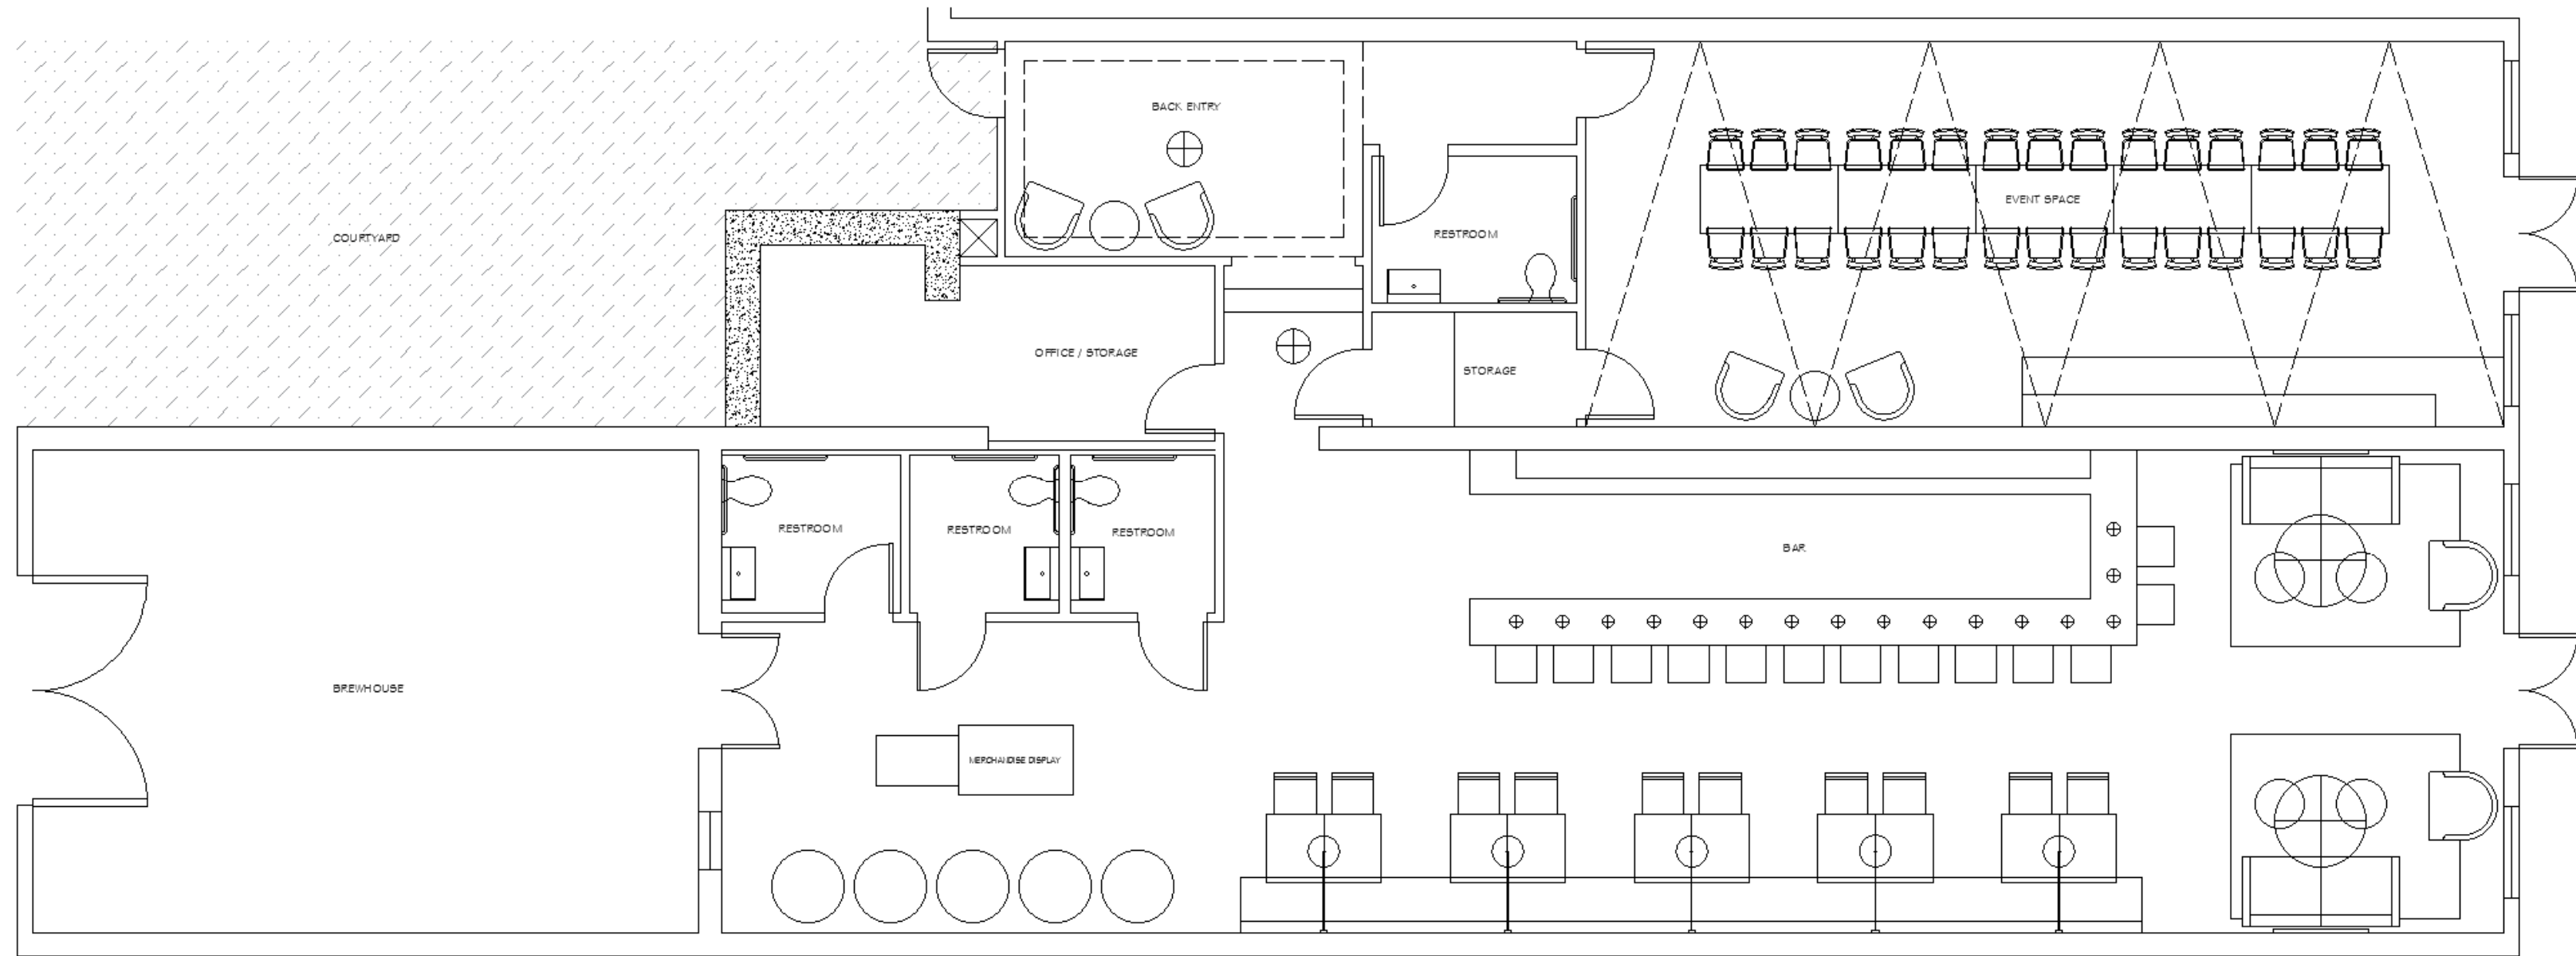 BACK ENTRY
EVENT SPACE
RESTROOM
COURTYARD
OFFICE / STORAGE
STORAGE
RESTROOM
RESTROOM
RESTROOM
BAR
BREWHOUSE
MERCHANDISE DISPLAY